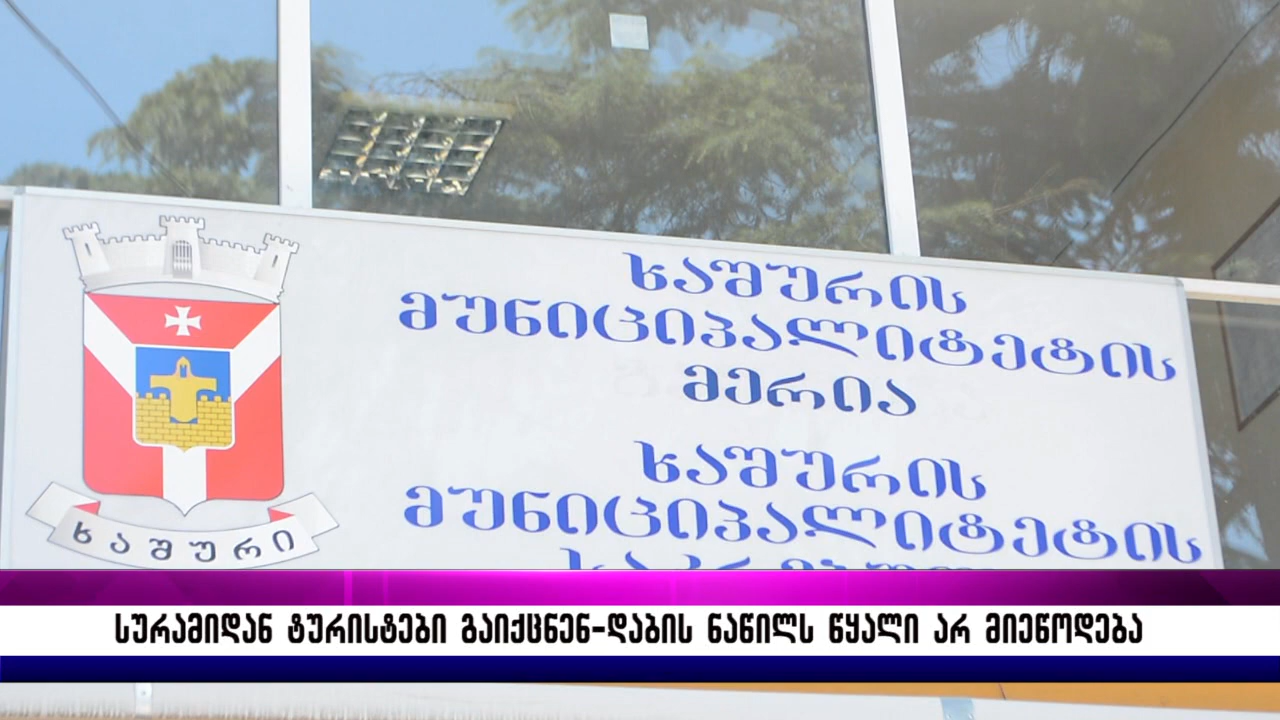 ხაშურის
მუნიციპალიტეტის
მერია
ხაშურის
მუნიციპალიტეტის
ხაშური
სურამიდან ტურისტები გაიქცნენ-დაბის ნაწილს წყალი არ მიეწოდება